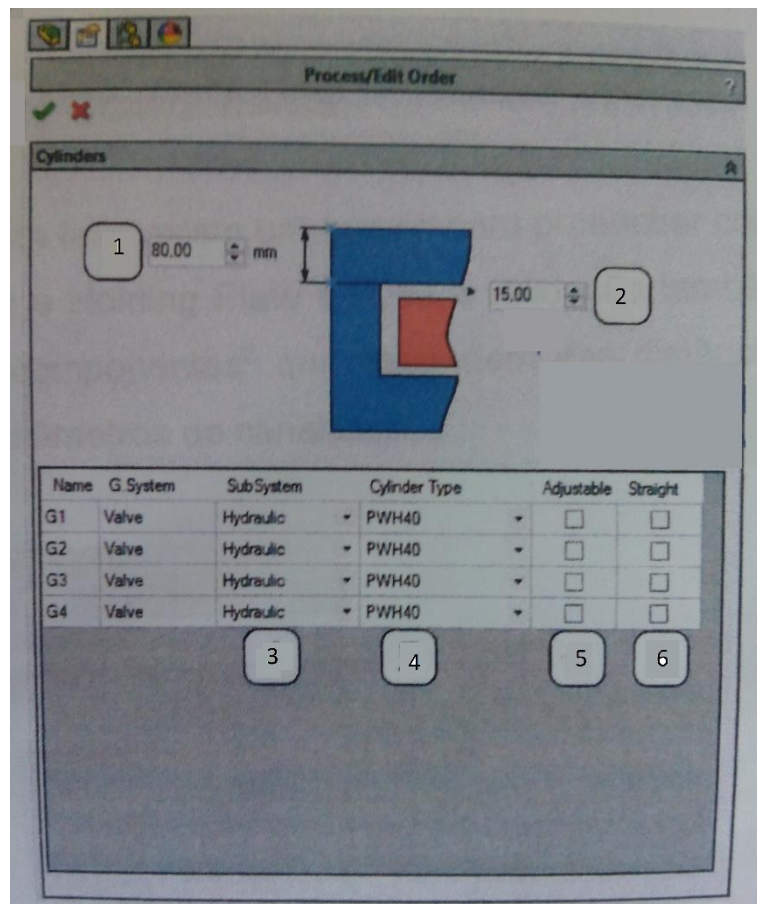 Process/Edit Order ?
Cylinders
1 80,00 mm
15,00 2
Name G.System SubSystem Cylinder Type Adjustable Straight
G1 Valve Hydraulic PWH40
G2 Valve Hydraulic PWH40
G3 Valve Hydraulic PWH40
G4 Valve Hydraulic PWH40
3 4 5 6